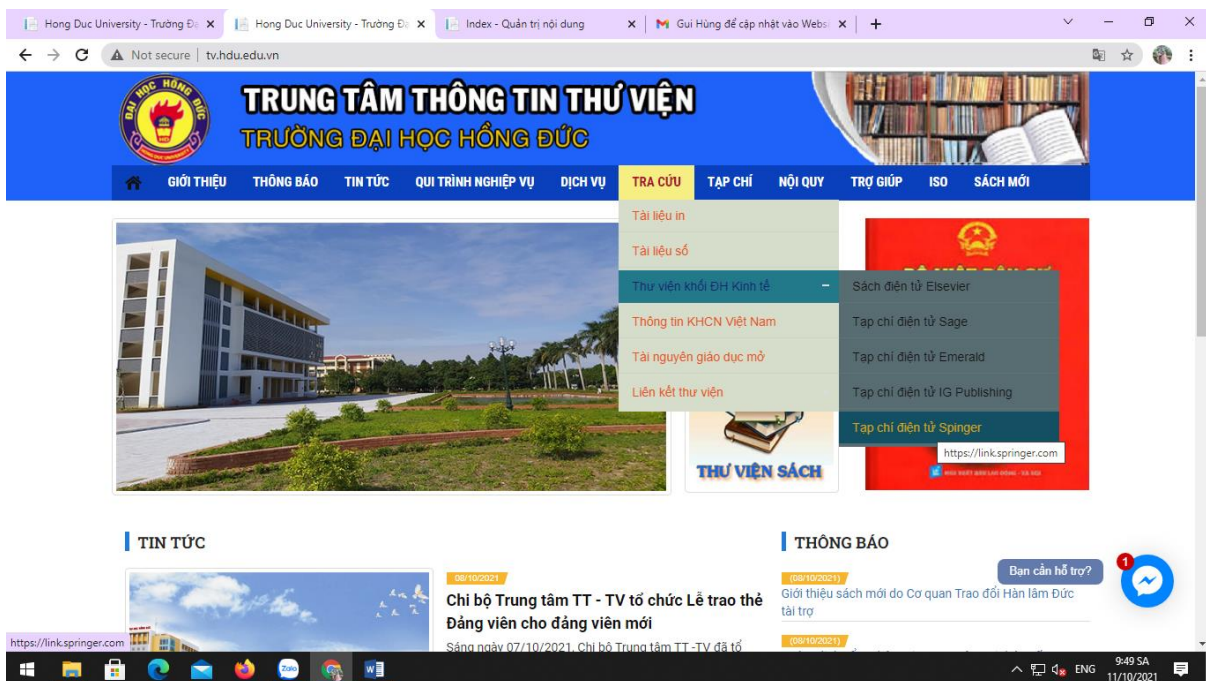 Hong Duc University - Trường Đạ
Hong Duc University - Trường Đạ
Index - Quản trị nội dung
Gui Hùng để cập nhật vào Websi
Not secure | tv.hdu.edu.vn
ĐẠI HỌC HỒNG ĐỨC
TRUNG TÂM THÔNG TIN THƯ VIỆN
TRƯỜNG ĐẠI HỌC HỒNG ĐỨC
GIỚI THIỆU THÔNG BÁO TIN TỨC QUI TRÌNH NGHIỆP VỤ DỊCH VỤ TRA CỨU TẠP CHÍ NỘI QUY TRỢ GIÚP ISO SÁCH MỚI
Tài liệu in
Tài liệu số
Thư viện khối ĐH Kinh tế
Thông tin KHCN Việt Nam
Tài nguyên giáo dục mở
Liên kết thư viện
Sách điện tử Elsevier
Tạp chí điện tử Sage
Tạp chí điện tử Emerald
Tạp chí điện tử IG Publishing
Tạp chí điện tử Spinger
https://link.springer.com
THƯ VIỆN SÁCH
TIN TỨC
08/10/2021
Chi bộ Trung tâm TT - TV tổ chức Lễ trao thẻ
Đảng viên cho đảng viên mới
Sáng ngày 07/10/2021, Chi bộ Trung tâm TT -TV đã tổ
THÔNG BÁO
(08/10/2021)
Giới thiệu sách mới do Cơ quan Trao đổi Hàn lâm Đức
tài trợ
(08/10/2021)
Bạn cần hỗ trợ?
1
https://link.springer.com
Zalo
ENG
9:49 SA
11/10/2021